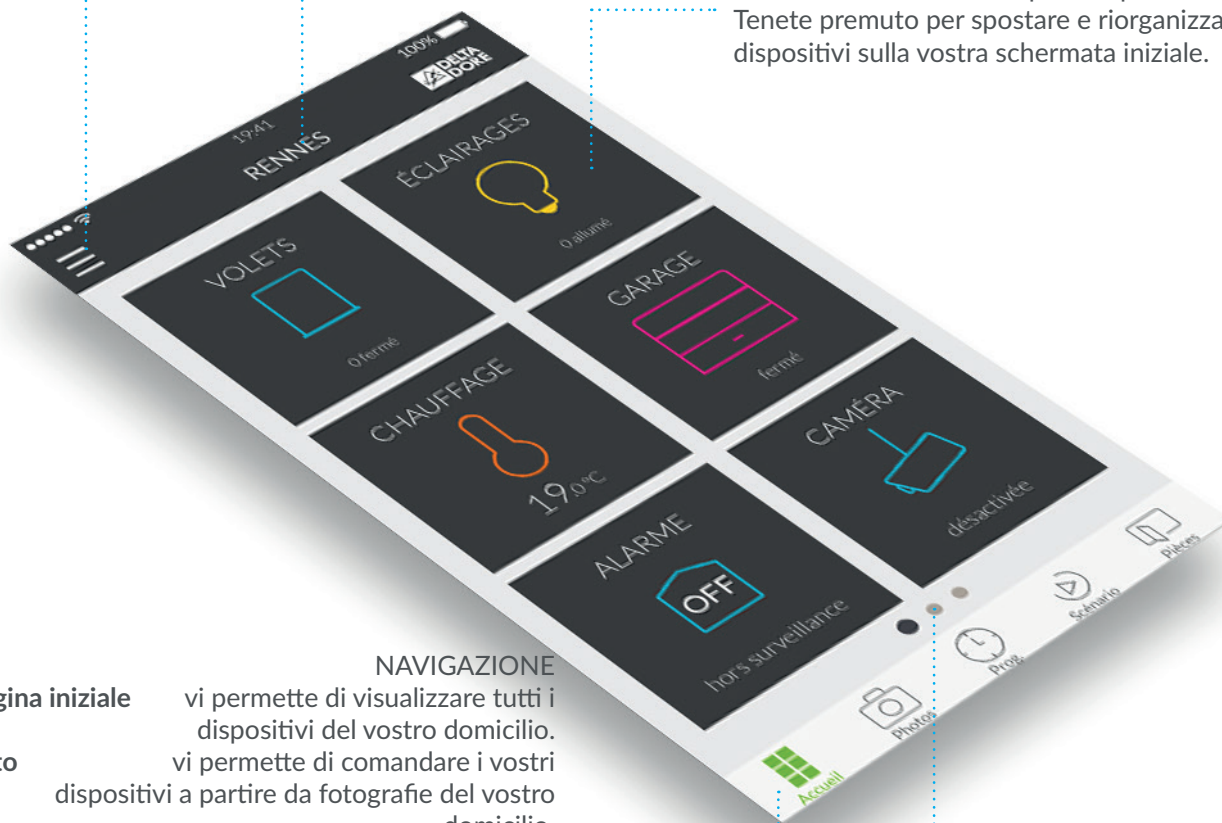 Tenete premuto per spostare e riorganizza
dispositivi sulla vostra schermata iniziale.
100%
DELTA
DORE
19:41
RENNES
ÉCLAIRAGES
0 allumé
VOLETS
0 fermé
GARAGE
fermé
CHAUFFAGE
19.0°C
CAMÉRA
désactivée
ALARME
OFF
hors surveillance
Accueil
Photos
Prog.
Scénario
Pièces
NAVIGAZIONE
gina iniziale vi permette di visualizzare tutti i
dispositivi del vostro domicilio.
to vi permette di comandare i vostri
dispositivi a partire da fotografie del vostro
domicilio.